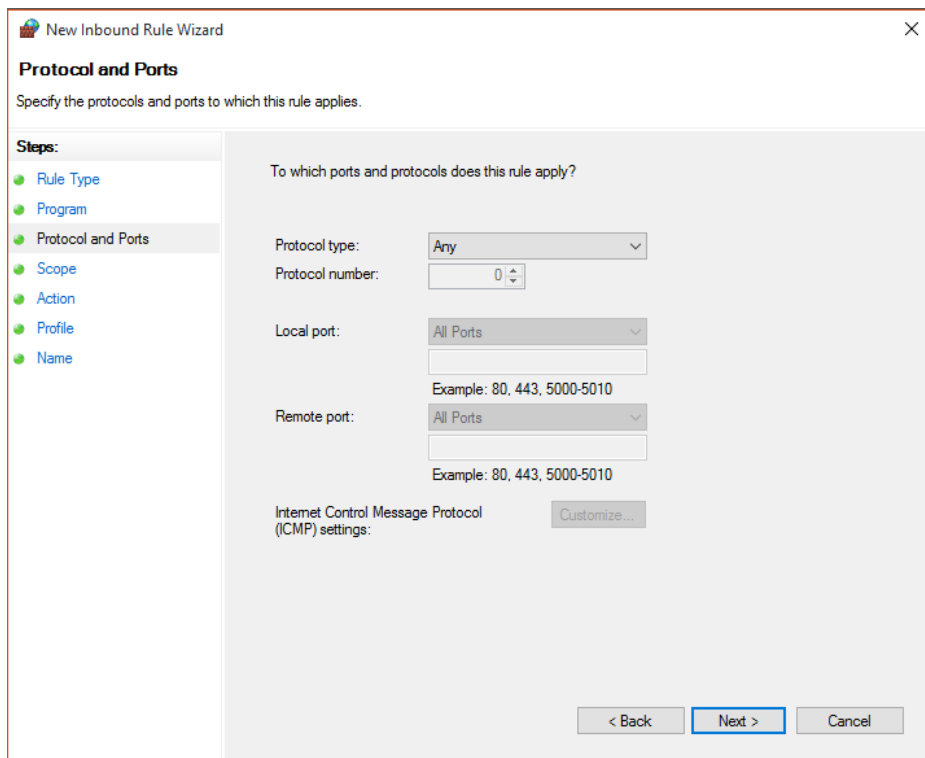 New Inbound Rule Wizard
Protocol and Ports
Specify the protocols and ports to which this rule applies.
Steps:
Rule Type
Program
Protocol and Ports
Scope
Action
Profile
Name
To which ports and protocols does this rule apply?
Protocol type: Any
Protocol number: 0
Local port: All Ports
Example: 80, 443, 5000-5010
Remote port: All Ports
Example: 80, 443, 5000-5010
Internet Control Message Protocol
(ICMP) settings:
Customize...
< Back Next > Cancel